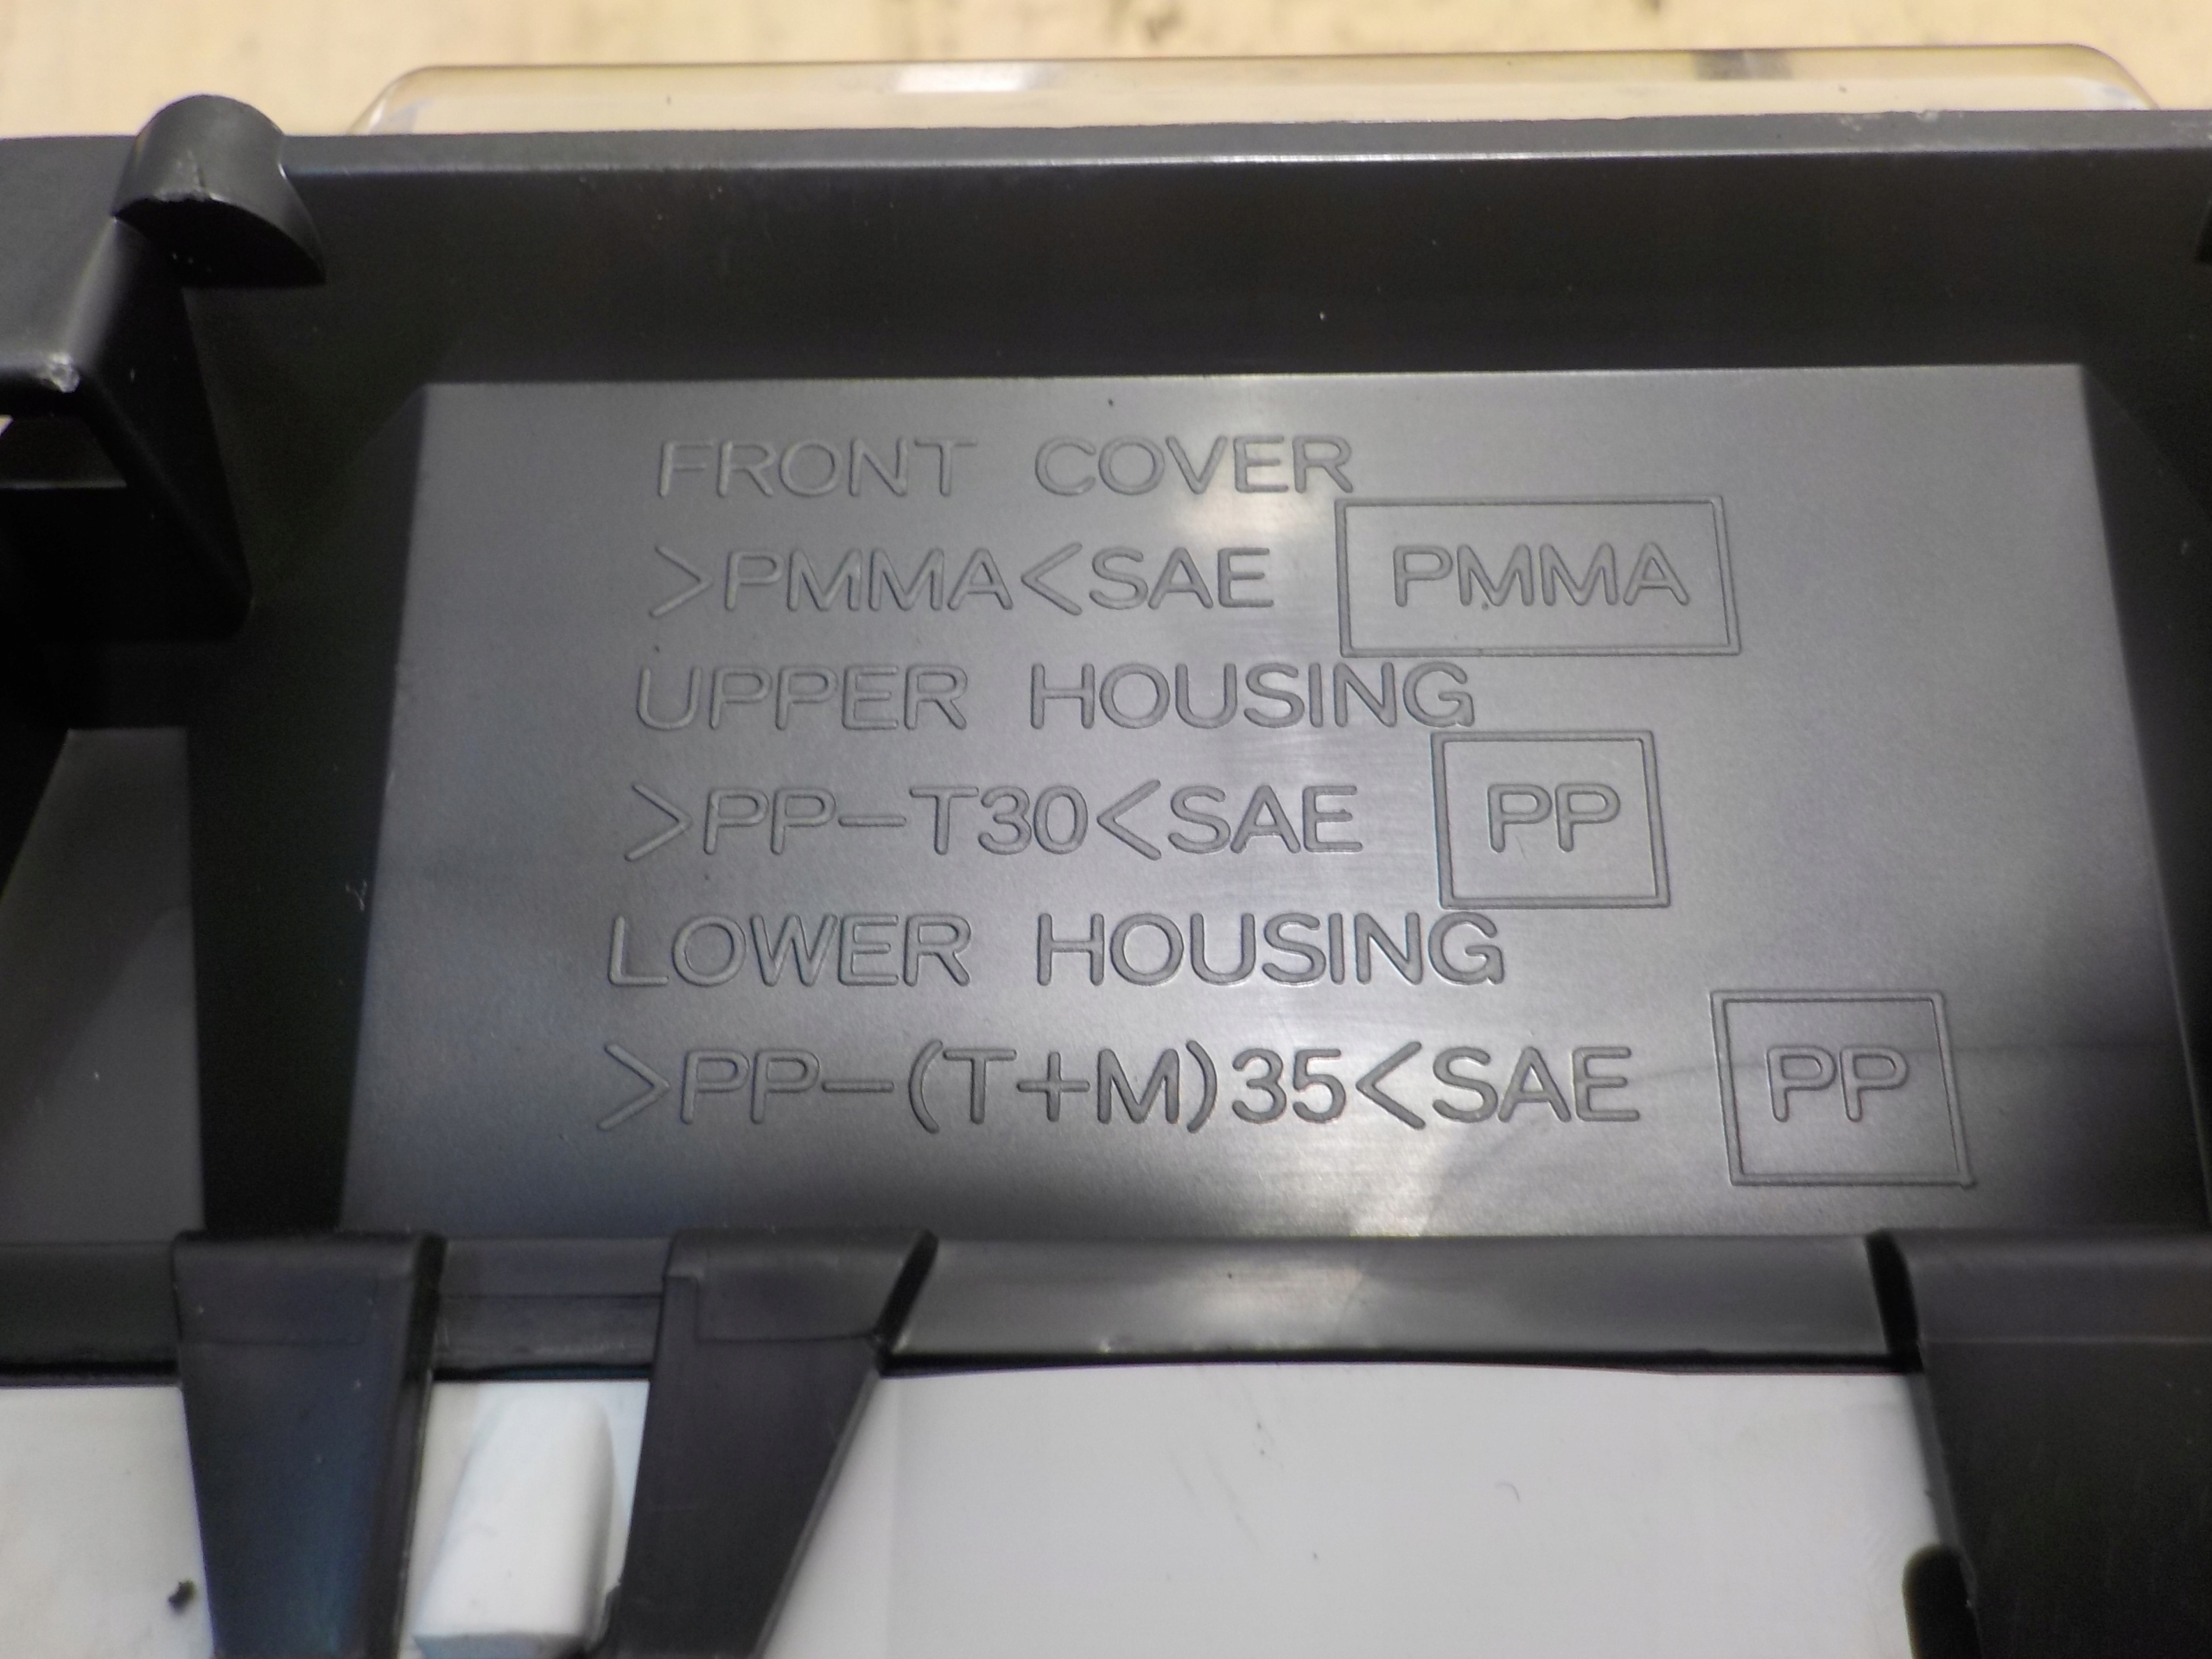 FRONT COVER
>PMMA<SAE PMMA
UPPER HOUSING
>PP-T30<SAE PP
LOWER HOUSING
>PP-(T+M)35<SAE PP